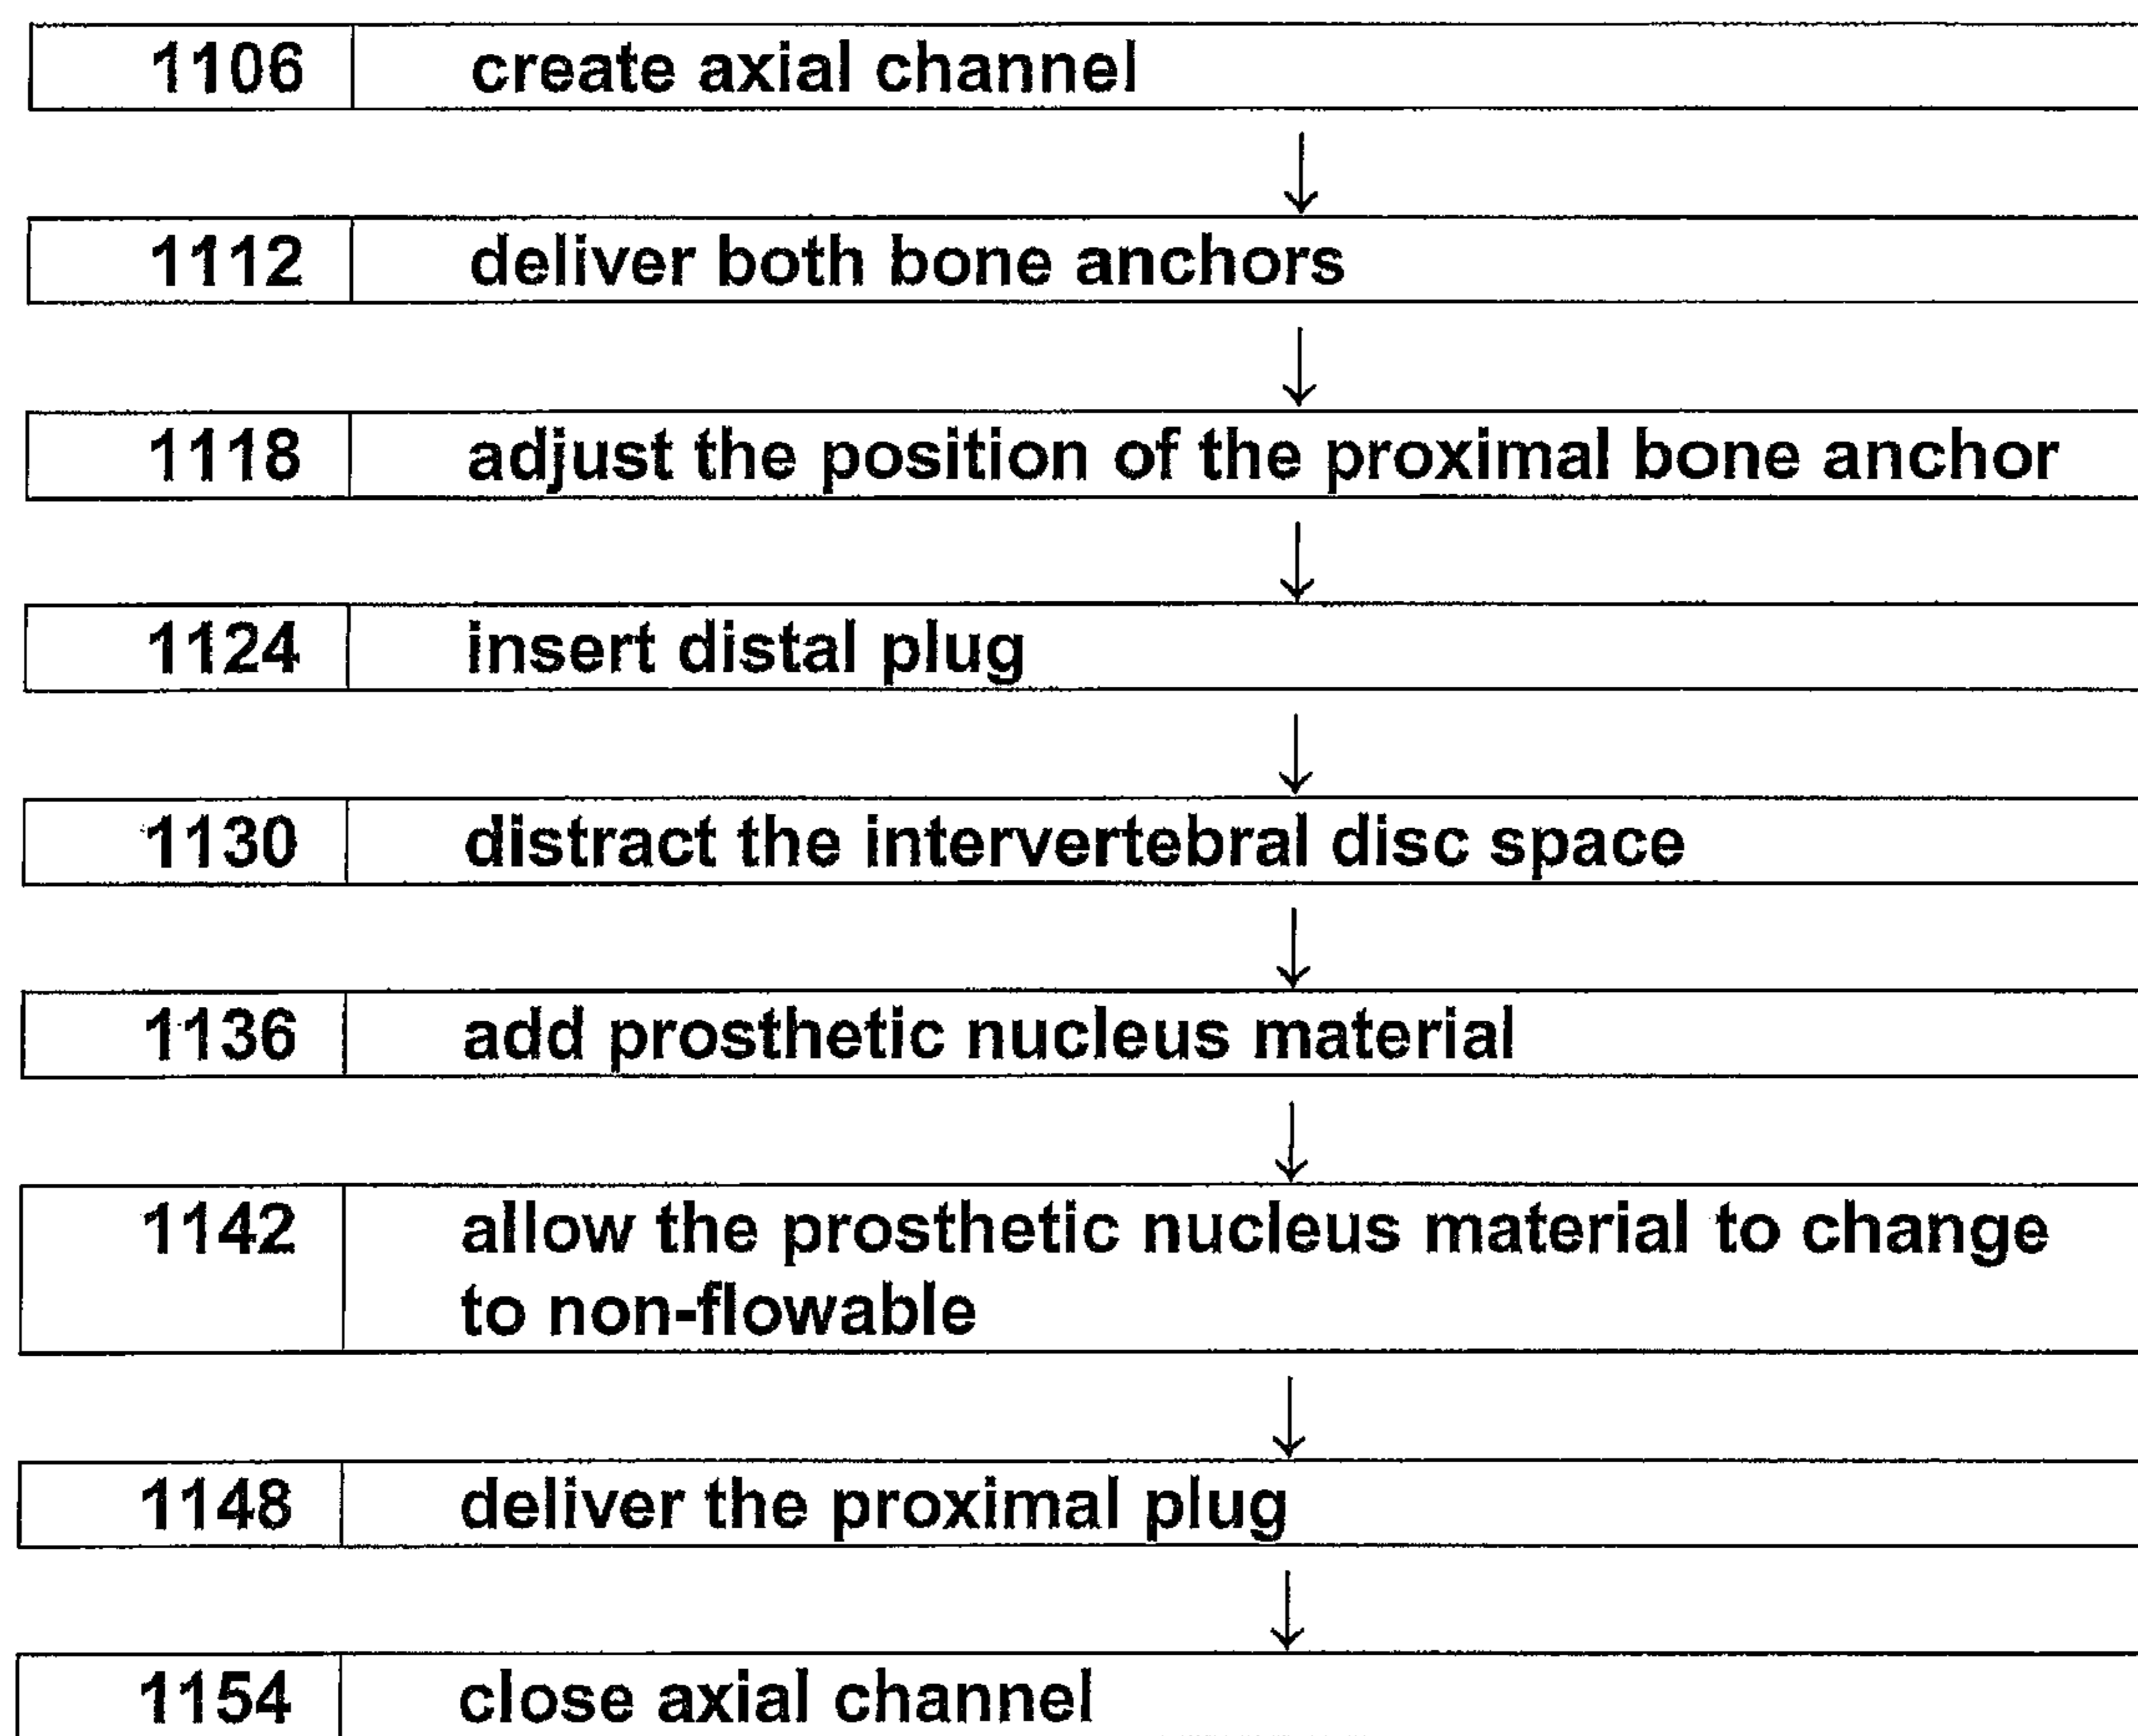 1106 create axial channel
1112 deliver both bone anchors
1118 adjust the position of the proximal bone anchor
1124 insert distal plug
1130 distract the intervertebral disc space
1136 add prosthetic nucleus material
1142 allow the prosthetic nucleus material to change
to non-flowable
1148 deliver the proximal plug
1154 close axial channel